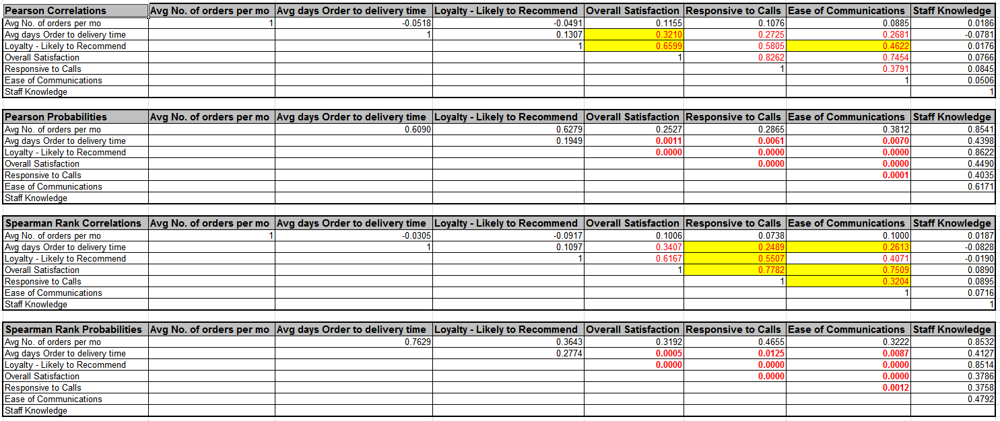 Pearson Correlations Avg No. of orders per mo Avg days Order to delivery time Loyalty - Likely to Recommend Overall Satisfaction Responsive to Calls Ease of Communications Staff Knowledge
Avg No. of orders per mo 1 -0.0518 -0.0491 0.1155 0.1076 0.0885 0.0186
Avg days Order to delivery time 1 0.1307 0.3210 0.2725 0.2681 -0.0781
Loyalty - Likely to Recommend 1 0.6599 0.5805 0.4622 0.0176
Overall Satisfaction 1 0.8262 0.7454 0.0766
Responsive to Calls 1 0.3791 0.0845
Ease of Communications 1 0.0506
Staff Knowledge 1
Pearson Probabilities Avg No. of orders per mo Avg days Order to delivery time Loyalty - Likely to Recommend Overall Satisfaction Responsive to Calls Ease of Communications Staff Knowledge
Avg No. of orders per mo 0.6090 0.6279 0.2527 0.2865 0.3812 0.8541
Avg days Order to delivery time 0.1949 0.0011 0.0061 0.0070 0.4398
Loyalty - Likely to Recommend 0.0000 0.0000 0.0000 0.8622
Overall Satisfaction 0.0000 0.0000 0.4490
Responsive to Calls 0.0001 0.4035
Ease of Communications 0.6171
Staff Knowledge
Spearman Rank Correlations Avg No. of orders per mo Avg days Order to delivery time Loyalty - Likely to Recommend Overall Satisfaction Responsive to Calls Ease of Communications Staff Knowledge
Avg No. of orders per mo 1 -0.0305 -0.0917 0.1006 0.0738 0.1000 0.0187
Avg days Order to delivery time 1 0.1097 0.3407 0.2489 0.2613 -0.0828
Loyalty - Likely to Recommend 1 0.6167 0.5507 0.4071 -0.0190
Overall Satisfaction 1 0.7782 0.7509 0.0890
Responsive to Calls 1 0.3204 0.0895
Ease of Communications 1 0.0716
Staff Knowledge 1
Spearman Rank Probabilities Avg No. of orders per mo Avg days Order to delivery time Loyalty - Likely to Recommend Overall Satisfaction Responsive to Calls Ease of Communications Staff Knowledge
Avg No. of orders per mo 0.7629 0.3643 0.3192 0.4655 0.3222 0.8532
Avg days Order to delivery time 0.2774 0.0005 0.0125 0.0087 0.4127
Loyalty - Likely to Recommend 0.0000 0.0000 0.0000 0.8514
Overall Satisfaction 0.0000 0.0000 0.3786
Responsive to Calls 0.0012 0.3758
Ease of Communications 0.4792
Staff Knowledge